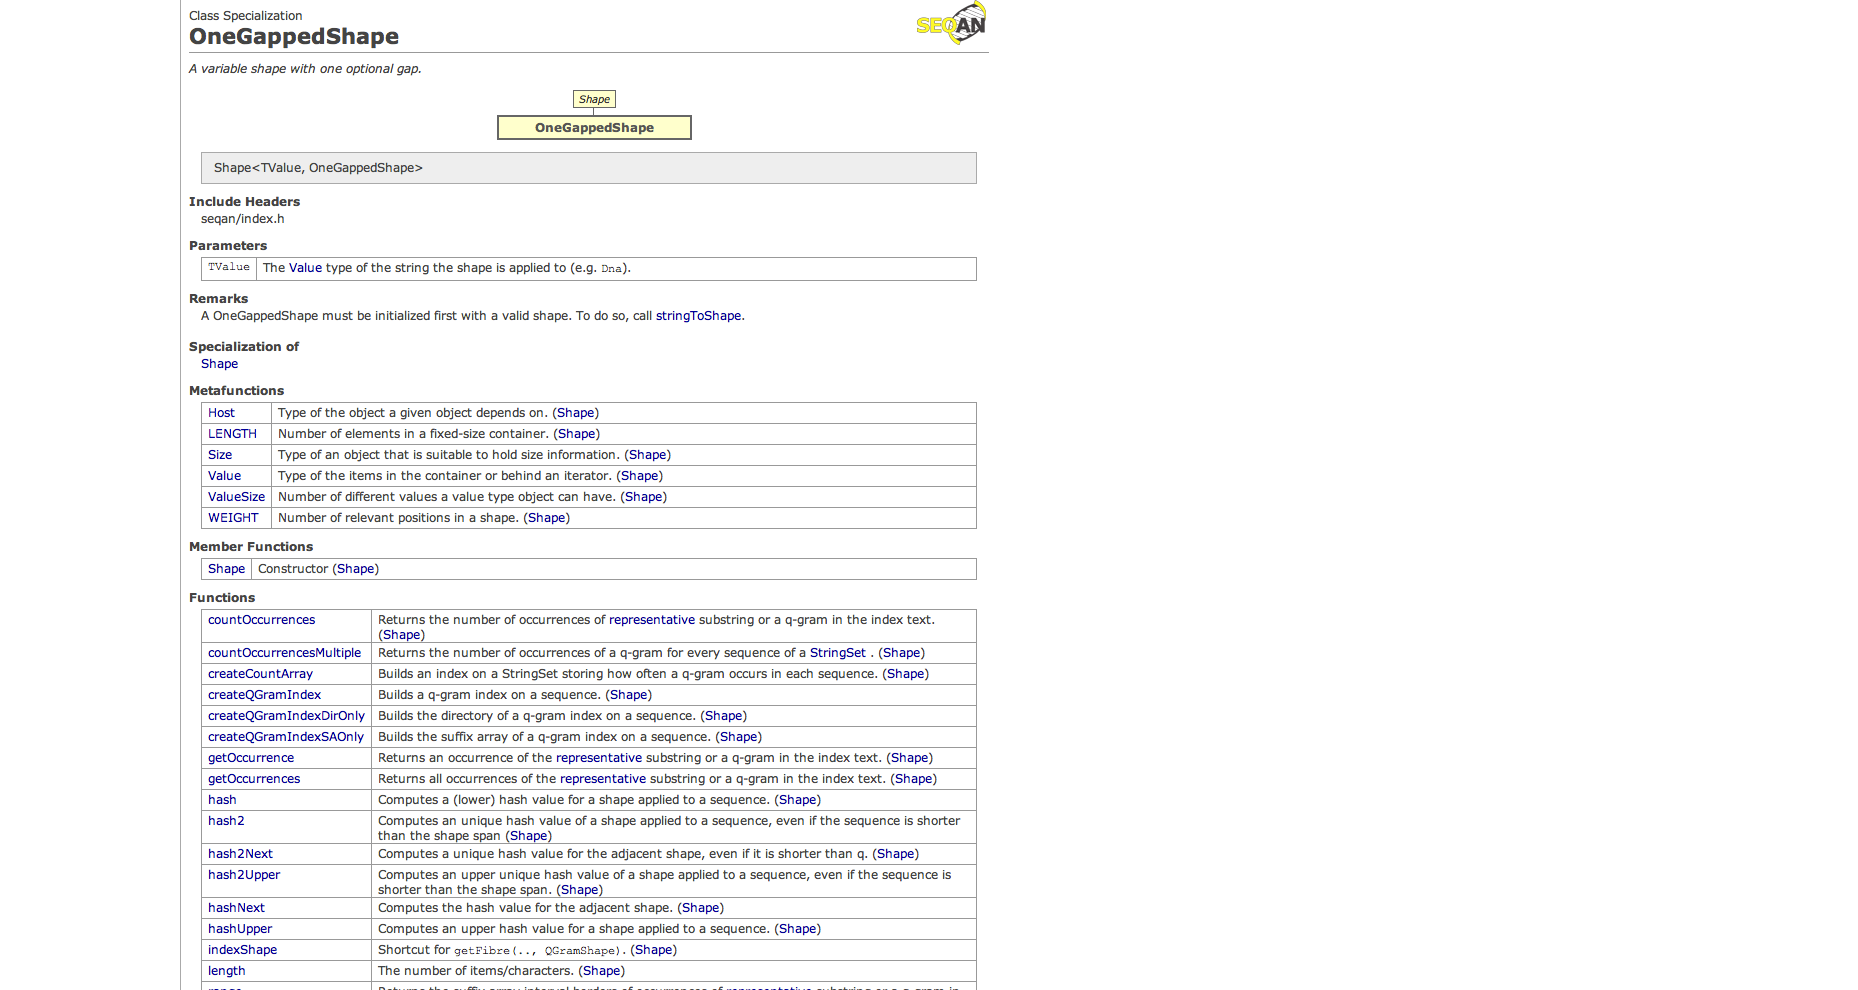 Class Specialization
OneGappedShape
SEQAN
A variable shape with one optional gap.
Shape
OneGappedShape
Shape<TValue, OneGappedShape>
Include Headers
seqan/index.h
Parameters
TValue The Value type of the string the shape is applied to (e.g. Dna).
Remarks
A OneGappedShape must be initialized first with a valid shape. To do so, call stringToShape.
Specialization of
Shape
Metafunctions
Host Type of the object a given object depends on. (Shape)
LENGTH Number of elements in a fixed-size container. (Shape)
Size Type of an object that is suitable to hold size information. (Shape)
Value Type of the items in the container or behind an iterator. (Shape)
ValueSize Number of different values a value type object can have. (Shape)
WEIGHT Number of relevant positions in a shape. (Shape)
Member Functions
Shape Constructor (Shape)
Functions
countOccurrences Returns the number of occurrences of representative substring or a q-gram in the index text.
(Shape)
countOccurrencesMultiple Returns the number of occurrences of a q-gram for every sequence of a StringSet . (Shape)
createCountArray Builds an index on a StringSet storing how often a q-gram occurs in each sequence. (Shape)
createQGramIndex Builds a q-gram index on a sequence. (Shape)
createQGramIndexDirOnly Builds the directory of a q-gram index on a sequence. (Shape)
createQGramIndexSAOnly Builds the suffix array of a q-gram index on a sequence. (Shape)
getOccurrence Returns an occurrence of the representative substring or a q-gram in the index text. (Shape)
getOccurrences Returns all occurrences of the representative substring or a q-gram in the index text. (Shape)
hash Computes a (lower) hash value for a shape applied to a sequence. (Shape)
hash2 Computes an unique hash value of a shape applied to a sequence, even if the sequence is shorter
than the shape span (Shape)
hash2Next Computes a unique hash value for the adjacent shape, even if it is shorter than q. (Shape)
hash2Upper Computes an upper unique hash value of a shape applied to a sequence, even if the sequence is
shorter than the shape span. (Shape)
hashNext Computes the hash value for the adjacent shape. (Shape)
hashUpper Computes an upper hash value for a shape applied to a sequence. (Shape)
indexShape Shortcut for getFibre(.., QGramShape). (Shape)
length The number of items/characters. (Shape)